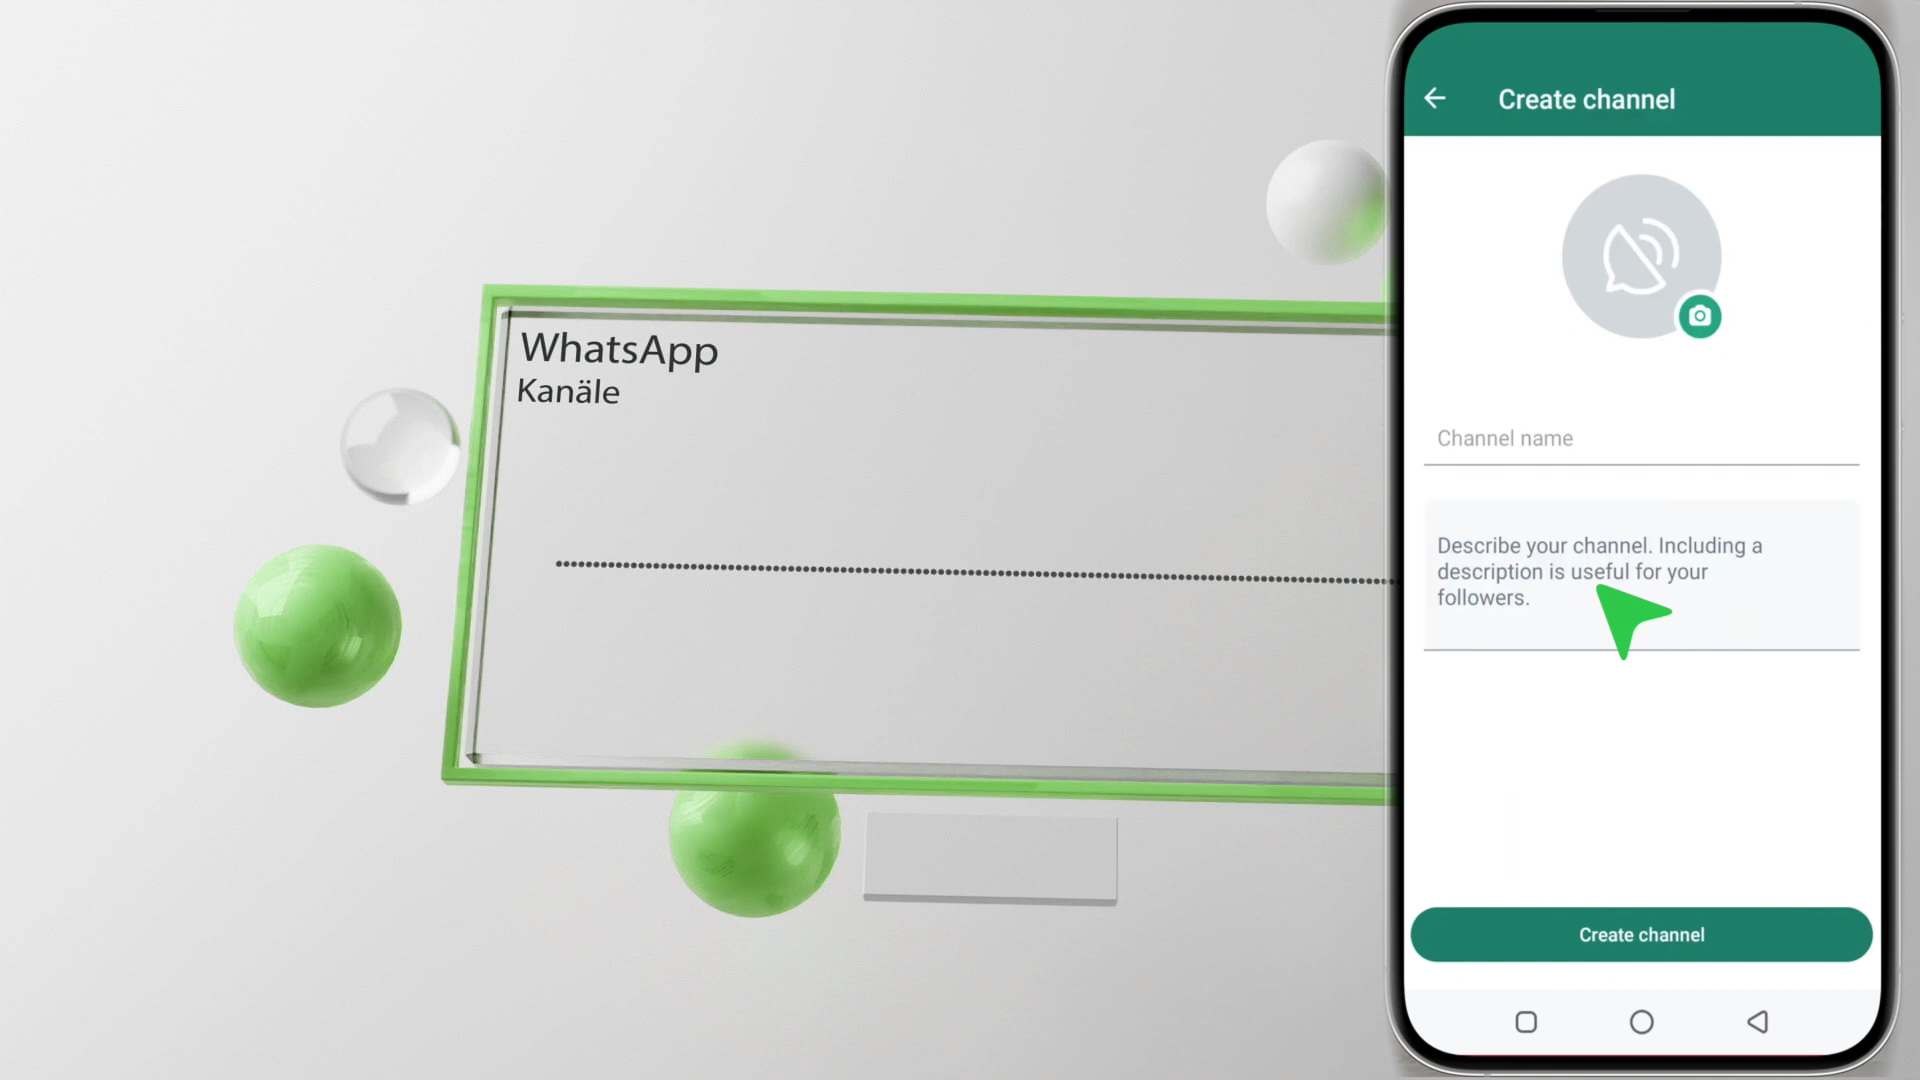 WhatsApp
Kanäle
Create channel
Channel name
Describe your channel. Including a
description is useful for your
followers.
Create channel